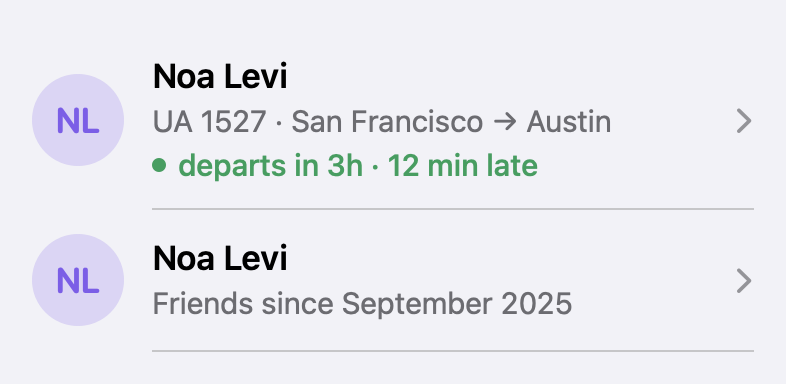 NL
Noa Levi
UA 1527 · San Francisco → Austin
departs in 3h · 12 min late
NL
Noa Levi
Friends since September 2025